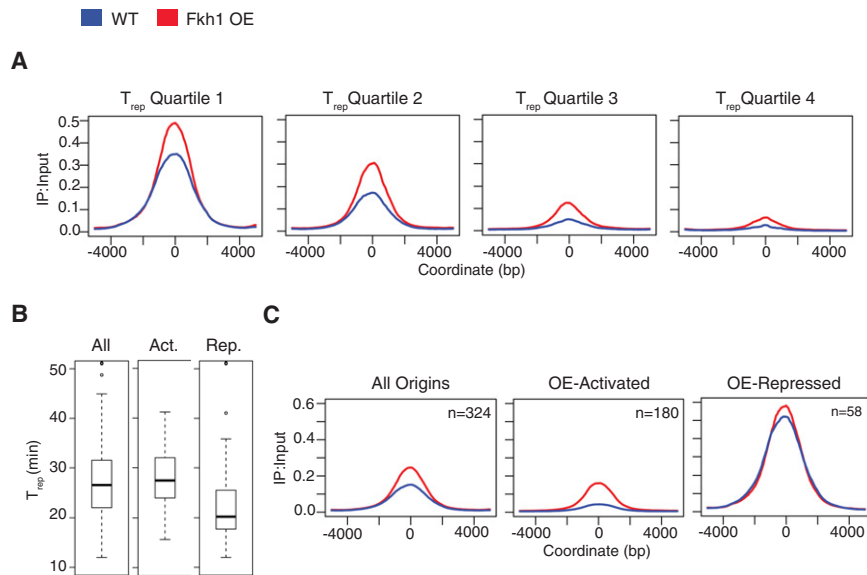 WT Fkh1 OE
A
Trep Quartile 1 Trep Quartile 2 Trep Quartile 3 Trep Quartile 4
IP:Input
0.5
0.4
0.3
0.2
0.1
0.0
-4000 0 4000 -4000 0 4000 -4000 0 4000 -4000 0 4000
Coordinate (bp)
B
All Act. Rep.
Trep (min)
50
40
30
20
10
C
All Origins OE-Activated OE-Repressed
n=324 n=180 n=58
IP:Input
0.6
0.4
0.2
0.0
-4000 0 4000 -4000 0 4000 -4000 0 4000
Coordinate (bp)